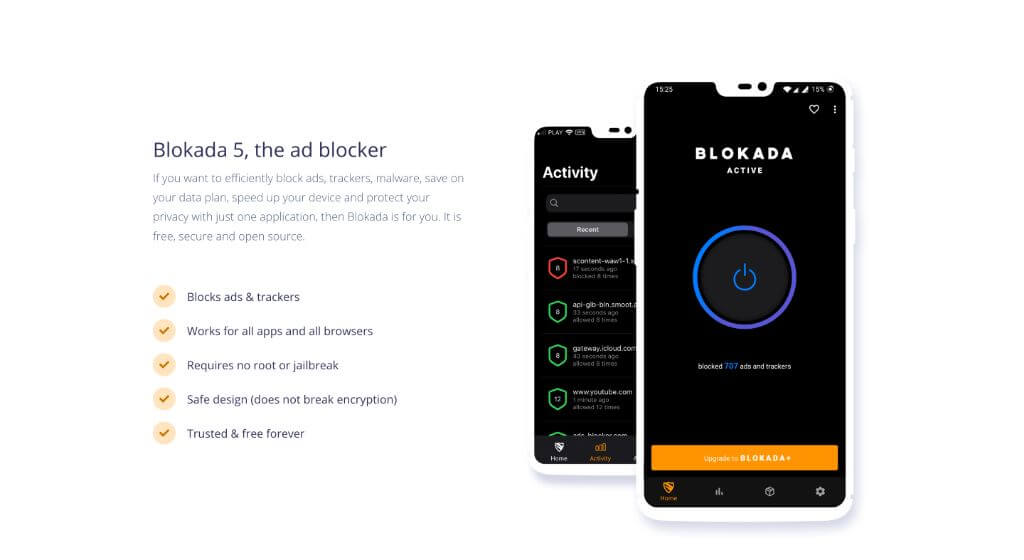 Blokada 5, the ad blocker
If you want to efficiently block ads, trackers, malware, save on
your data plan, speed up your device and protect your
privacy with just one application, then Blokada is for you. It is
free, secure and open source.
Blocks ads & trackers
Works for all apps and all browsers
Requires no root or jailbreak
Safe design (does not break encryption)
Trusted & free forever
PLAY
Activity
Recent
8
scontent-waw1-1.
17 seconds ago
blocked 8 times
8
api-glb-bin.smoot.
33 seconds ago
allowed 8 times
8
gateway.icloud.com
43 seconds ago
allowed 8 times
12
www.youtube.com
1 minute ago
allowed 12 times
Home
Activity
15:25
15%
BLOKADA
ACTIVE
blocked 707 ads and trackers
Upgrade to BLOKADA+
Home